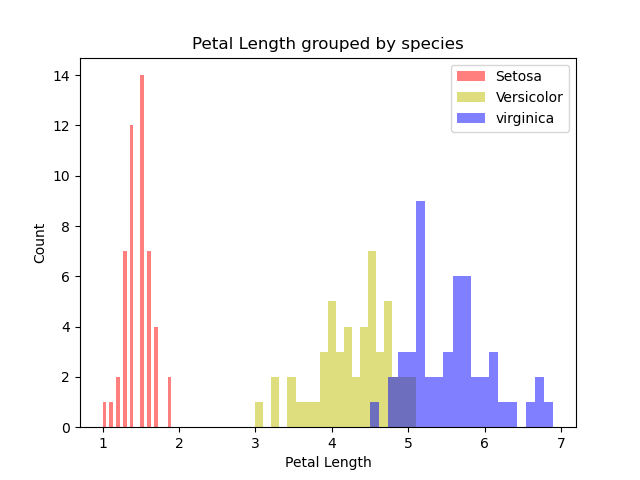 Petal Length grouped by species
Setosa
Versicolor
virginica
14
12
10
8
6
4
2
0
Count
1 2 3 4 5 6 7
Petal Length